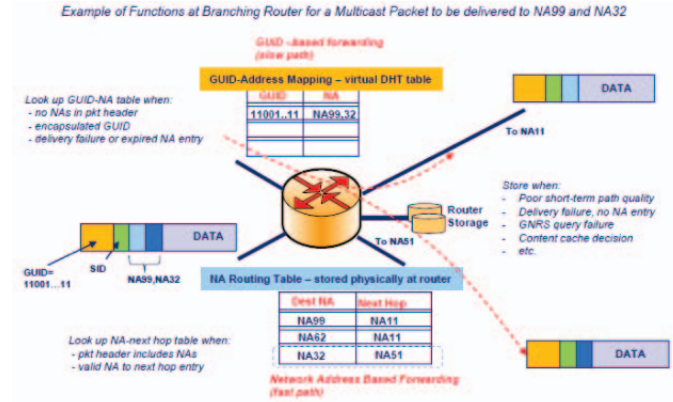 Example of Functions at Branching Router for a Multicast Packet to be delivered to NA99 and NA32
GUID -based forwarding
(slow path)
GUID-Address Mapping – virtual DHT table
GUID NA
11001..11 NA99,32
Look up GUID-NA table when:
- no NAs in pkt header
- encapsulated GUID
- delivery failure or expired NA entry
DATA
To NA11
Router
Storage
To NA51
Store when:
- Poor short-term path quality
- Delivery failure, no NA entry
- GNRS query failure
- Content cache decision
- etc.
DATA
GUID=
11001…11
SID
NA99,NA32
NA Routing Table – stored physically at router
Dest NA Next Hop
NA99 NA11
NA62 NA11
NA32 NA51
Look up NA-next hop table when:
- pkt header includes NAs
- valid NA to next hop entry
Network Address Based Forwarding
(fast path)
DATA